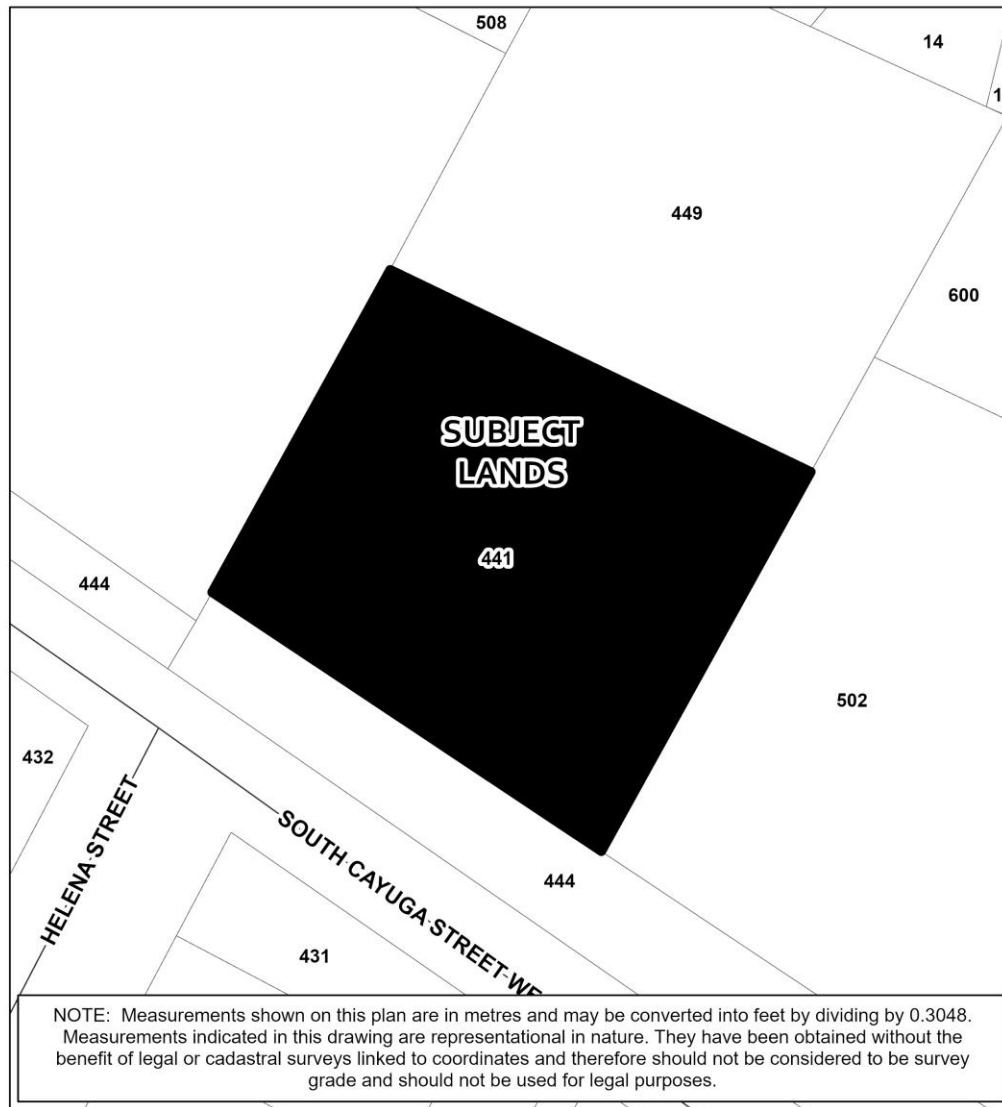 508
14
1
449
600
SUBJECT
LANDS
441
444
502
432
HELENA STREET
SOUTH CAYUGA STREET WE
444
431
NOTE: Measurements shown on this plan are in metres and may be converted into feet by dividing by 0.3048.
Measurements indicated in this drawing are representational in nature. They have been obtained without the
benefit of legal or cadastral surveys linked to coordinates and therefore should not be considered to be survey
grade and should not be used for legal purposes.